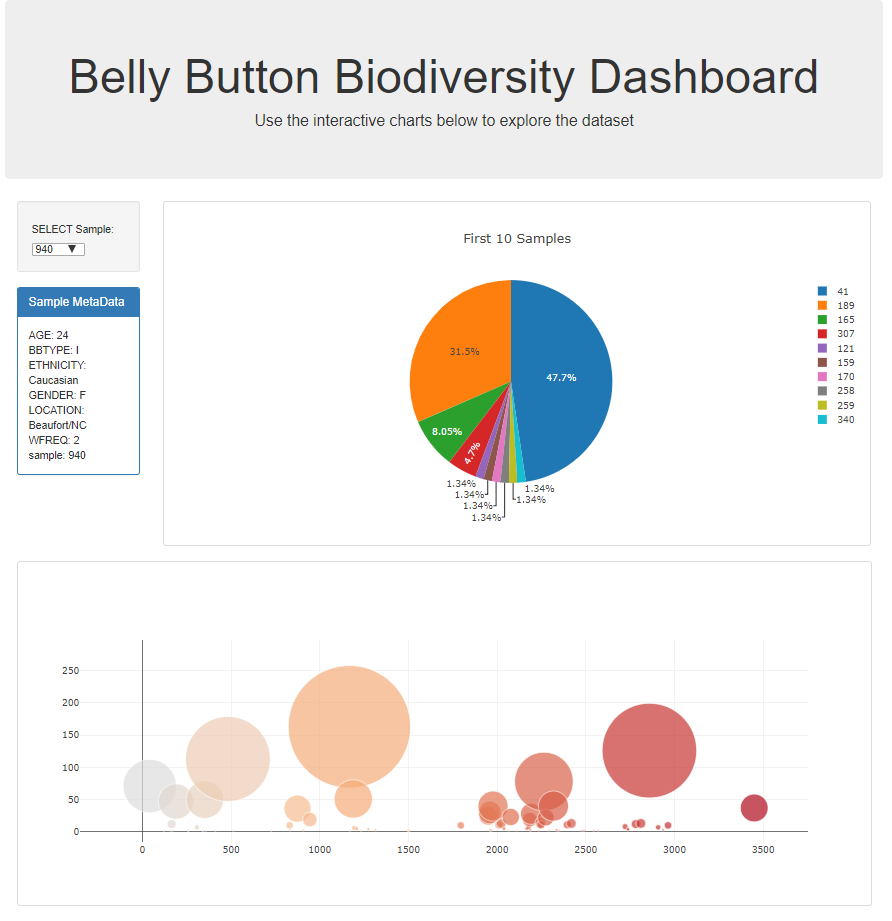 Belly Button Biodiversity Dashboard
Use the interactive charts below to explore the dataset
SELECT Sample:
940 ▼
Sample MetaData
AGE: 24
BBTYPE: I
ETHNICITY:
Caucasian
GENDER: F
LOCATION:
Beaufort/NC
WFREQ: 2
sample: 940
First 10 Samples
31.5%
47.7%
8.05%
4.7%
1.34%
1.34%
1.34%
1.34%
1.34%
1.34%
41
189
165
307
121
159
170
258
259
340
250
200
150
100
50
0
0 500 1000 1500 2000 2500 3000 3500